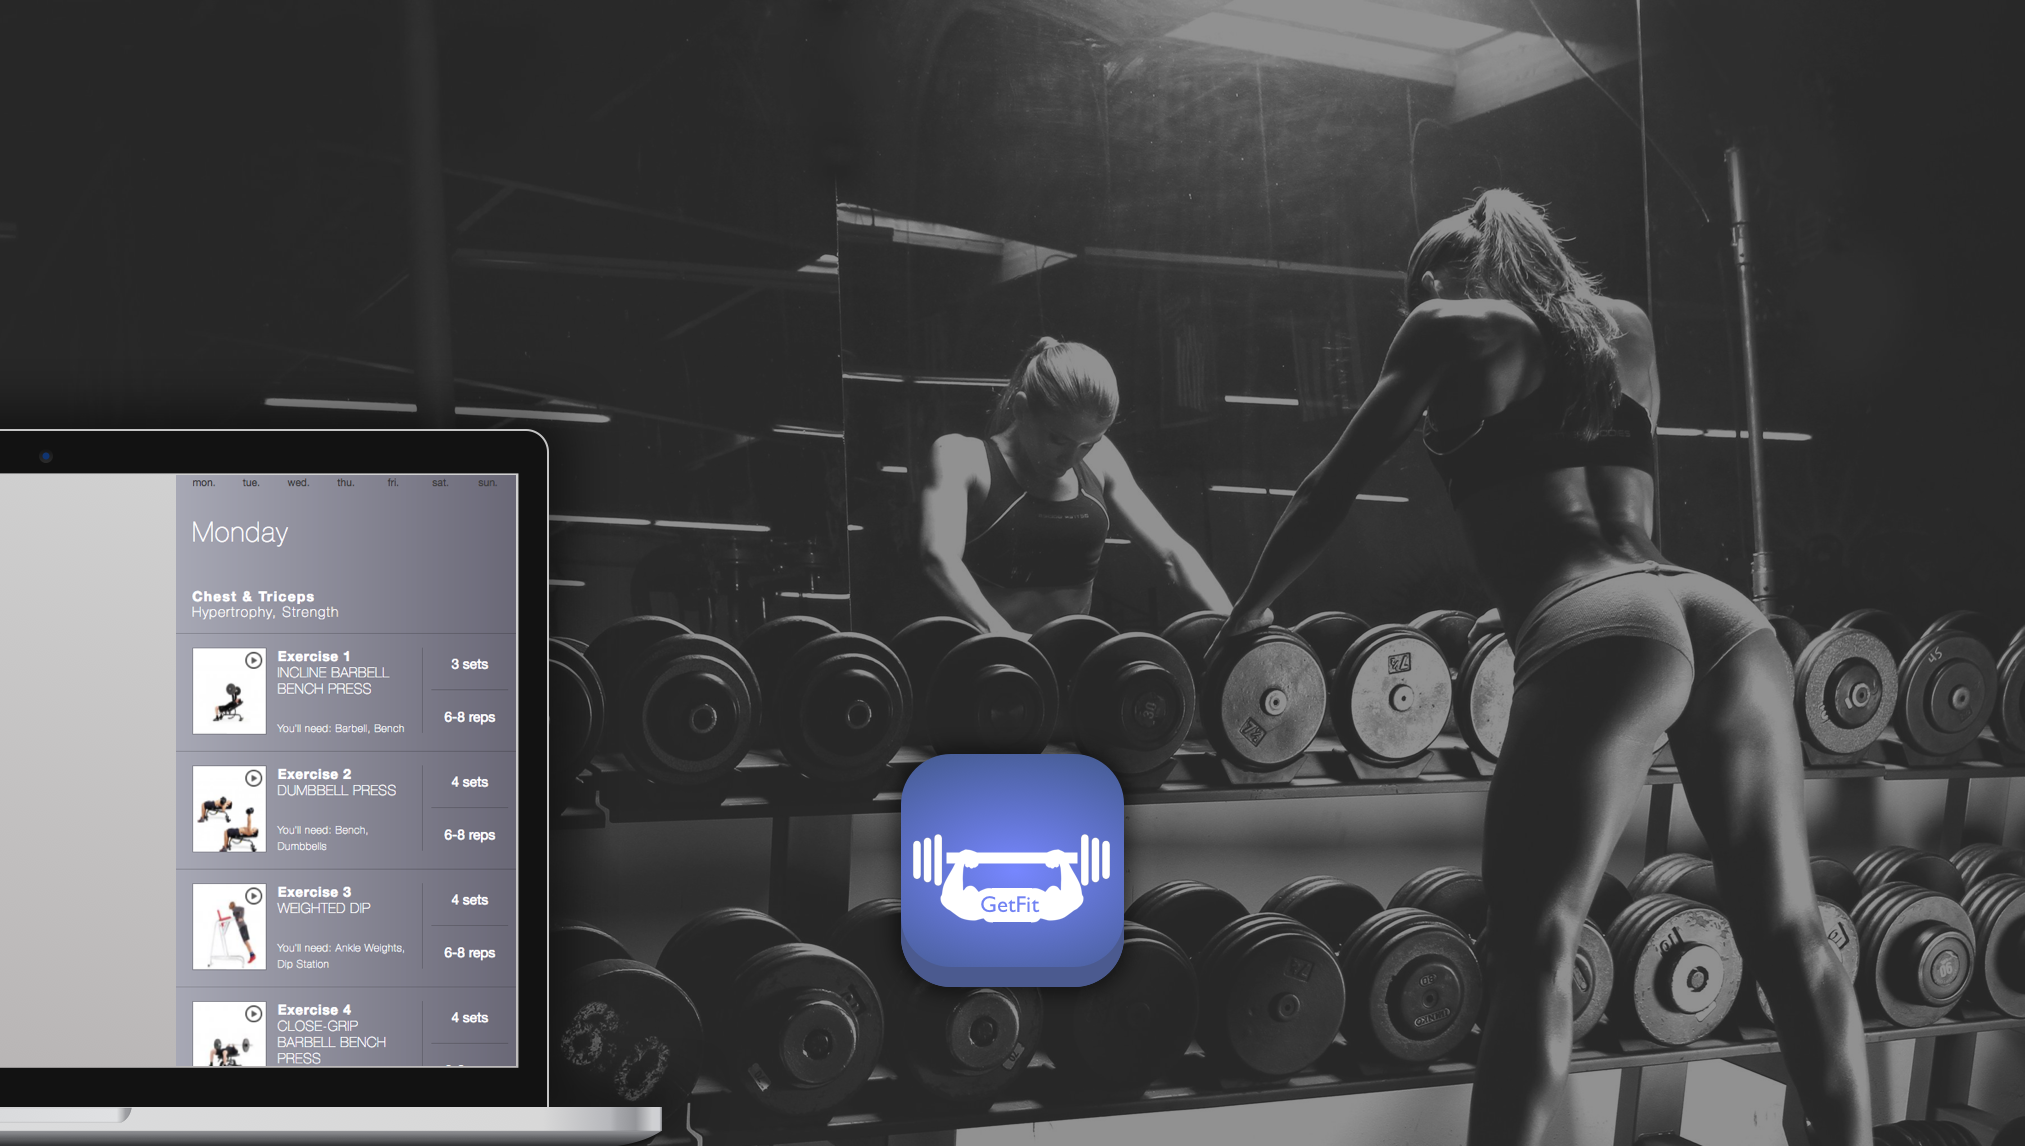 mon. tue. wed. thu. fri. sat. sun.
Monday
Chest & Triceps
Hypertrophy, Strength
Exercise 1
INCLINE BARBELL
BENCH PRESS
You'll need: Barbell, Bench
3 sets
6-8 reps
Exercise 2
DUMBBELL PRESS
You'll need: Bench,
Dumbbells
4 sets
6-8 reps
Exercise 3
WEIGHTED DIP
You'll need: Ankle Weights,
Dip Station
4 sets
6-8 reps
Exercise 4
CLOSE-GRIP
BARBELL BENCH
PRESS
4 sets
GetFit
45